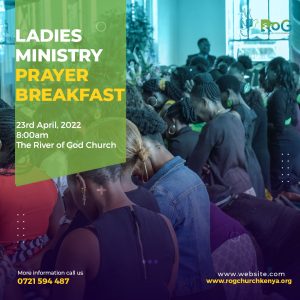 RoG
LADIES
MINISTRY
PRAYER
BREAKFAST
23rd April, 2022
8:00am
The River of God Church
More information call us
0721 594 487
www.website.com
www.rogchurchkenya.org